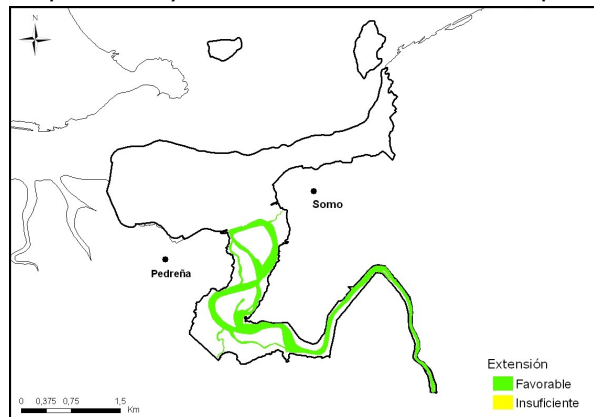 N
Somo
Pedreña
Extensión
Favorable
Insuficiente
0 0,375 0,75 1,5
Km